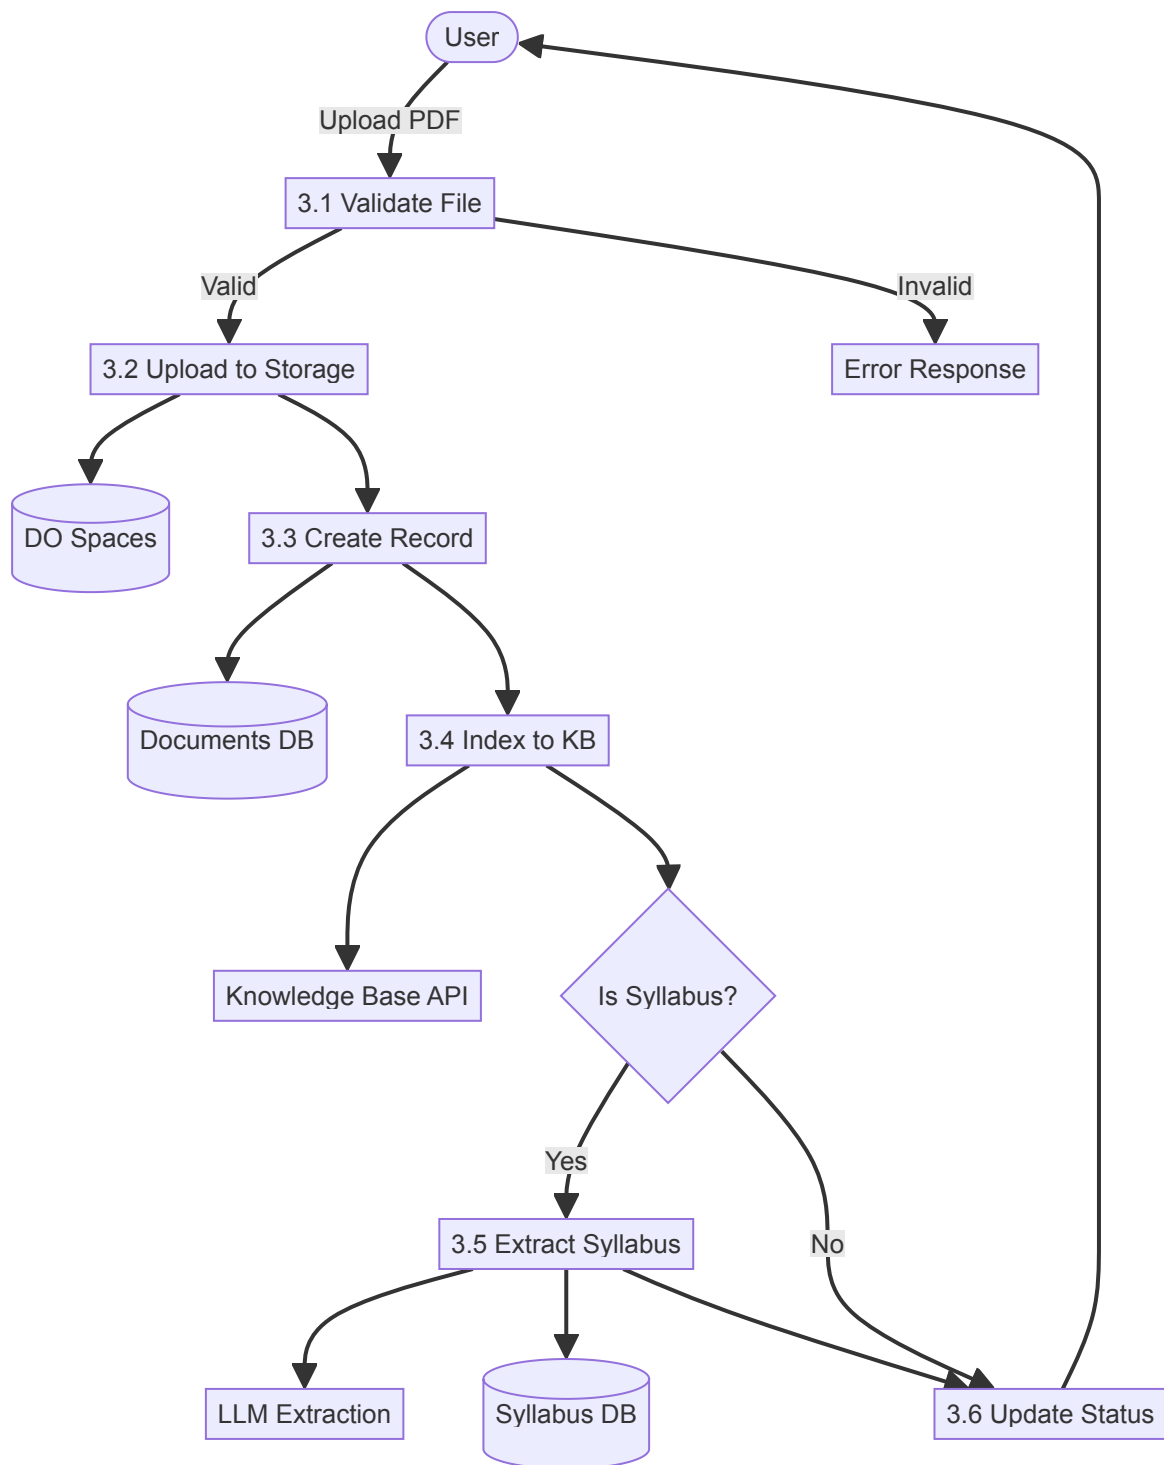 User
Upload PDF
3.1 Validate File
Valid
Invalid
3.2 Upload to Storage
Error Response
DO Spaces
3.3 Create Record
Documents DB
3.4 Index to KB
Knowledge Base API
Is Syllabus?
Yes
No
3.5 Extract Syllabus
LLM Extraction
Syllabus DB
3.6 Update Status